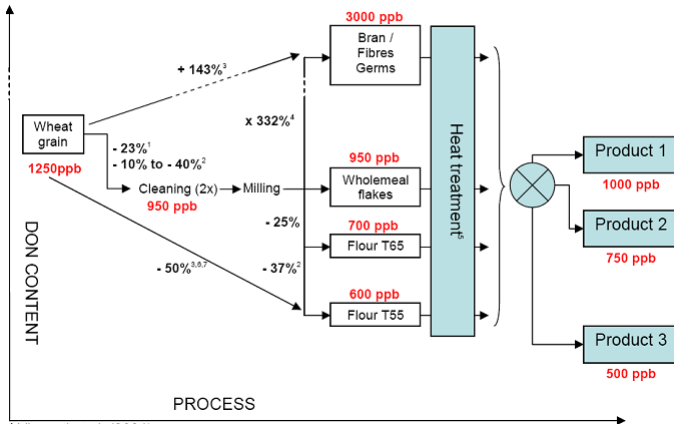 3000 ppb
Bran /
Fibres
Germs
+ 143%³
x 332%⁴
Wheat
grain
1250ppb
- 23%¹
- 10% to - 40%²
Cleaning (2x)
950 ppb
Milling
950 ppb
Wholemeal
flakes
- 25%
700 ppb
Flour T65
- 37%²
- 50%³,⁶,⁷
600 ppb
Flour T55
Heat treatment⁵
Product 1
1000 ppb
Product 2
750 ppb
Product 3
500 ppb
DON CONTENT
PROCESS